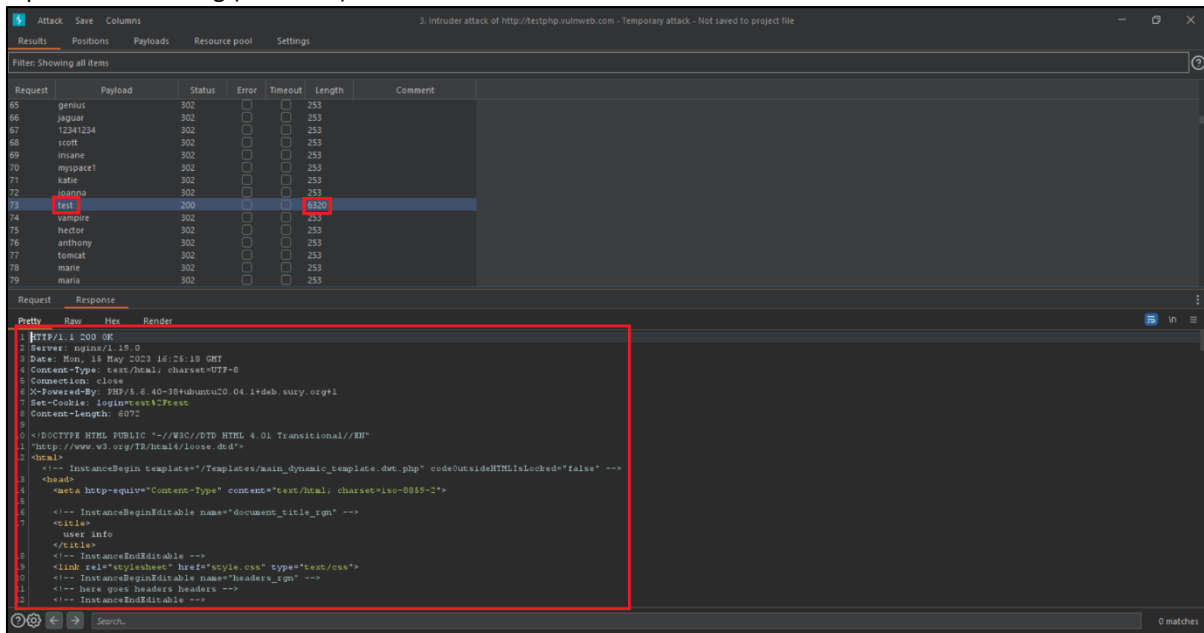 Attack Save Columns 3. Intruder attack of http://testphp.vulnweb.com - Temporary attack - Not saved to project file
Results Positions Payloads Resource pool Settings
Filter: Showing all items
Request Payload Status Error Timeout Length Comment
65 genius 302 253
66 jaguar 302 253
67 12341234 302 253
68 scott 302 253
69 insane 302 253
70 myspace1 302 253
71 katie 302 253
72 joanna 302 253
73 test 200 6320
74 vampire 302 253
75 hector 302 253
76 anthony 302 253
77 tomcat 302 253
78 marie 302 253
79 maria 302 253
Request Response
Pretty Raw Hex Render \n
1 HTTP/1.1 200 OK
2 Server: nginx/1.19.0
3 Date: Mon, 15 May 2023 16:25:18 GMT
4 Content-Type: text/html; charset=UTF-8
5 Connection: close
6 X-Powered-By: PHP/5.6.40-38+ubuntu20.04.1+deb.sury.org+1
7 Set-Cookie: login=test%2Ftest
8 Content-Length: 6072
9
10 <!DOCTYPE HTML PUBLIC "-//W3C//DTD HTML 4.01 Transitional//EN"
11 "http://www.w3.org/TR/html4/loose.dtd">
12 <html>
<!-- InstanceBegin template="/Templates/main_dynamic_template.dwt.php" codeOutsideHTMLIsLocked="false" -->
13 <head>
14 <meta http-equiv="Content-Type" content="text/html; charset=iso-8859-2">
15
16 <!-- InstanceBeginEditable name="document_title_rgn" -->
17 <title>
user info
</title>
18 <!-- InstanceEndEditable -->
19 <link rel="stylesheet" href="style.css" type="text/css">
20 <!-- InstanceBeginEditable name="headers_rgn" -->
21 <!-- here goes headers headers -->
22 <!-- InstanceEndEditable -->
Search... 0 matches